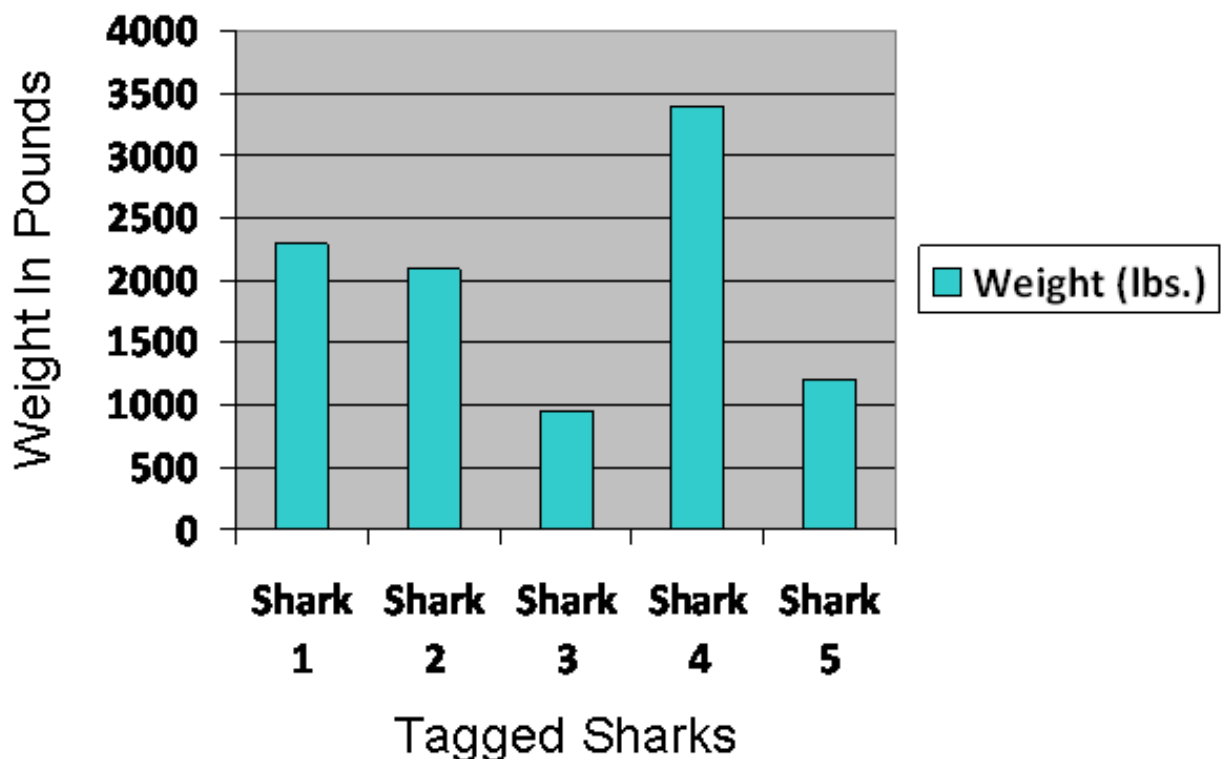 Weight In Pounds
4000
3500
3000
2500
2000
1500
1000
500
0
Shark 1
Shark 2
Shark 3
Shark 4
Shark 5
Tagged Sharks
Weight (lbs.)